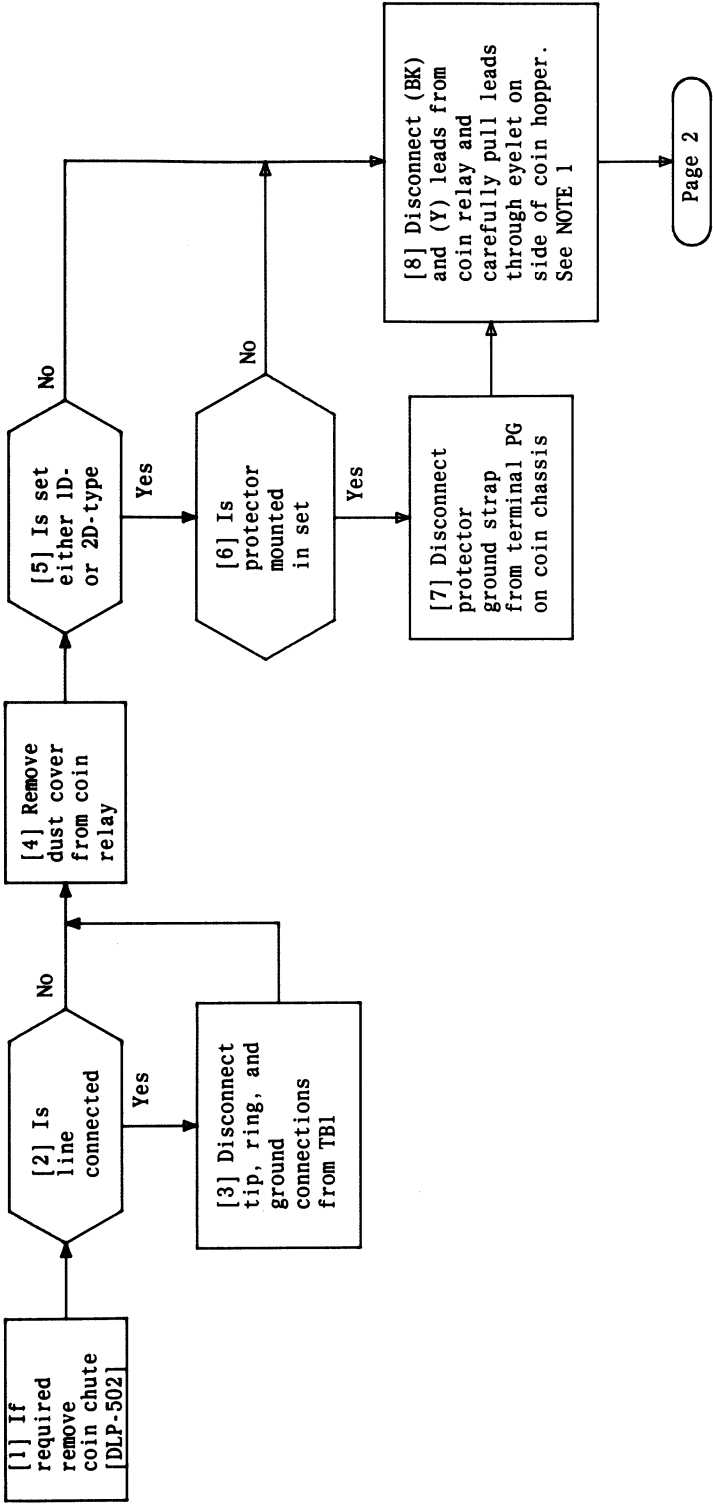 [1] If
required
remove
coin chute
[DLP-502]
[2] Is
line
connected
No
Yes
[3] Disconnect
tip, ring, and
ground
connections
from TB1
[4] Remove
dust cover
from coin
relay
[5] Is set
either 1D-
or 2D-type
No
Yes
[6] Is
protector
mounted
in set
No
Yes
[7] Disconnect
protector
ground strap
from terminal PG
on coin chassis
[8] Disconnect (BK)
and (Y) leads from
coin relay and
carefully pull leads
through eyelet on
side of coin hopper.
See NOTE 1
Page 2